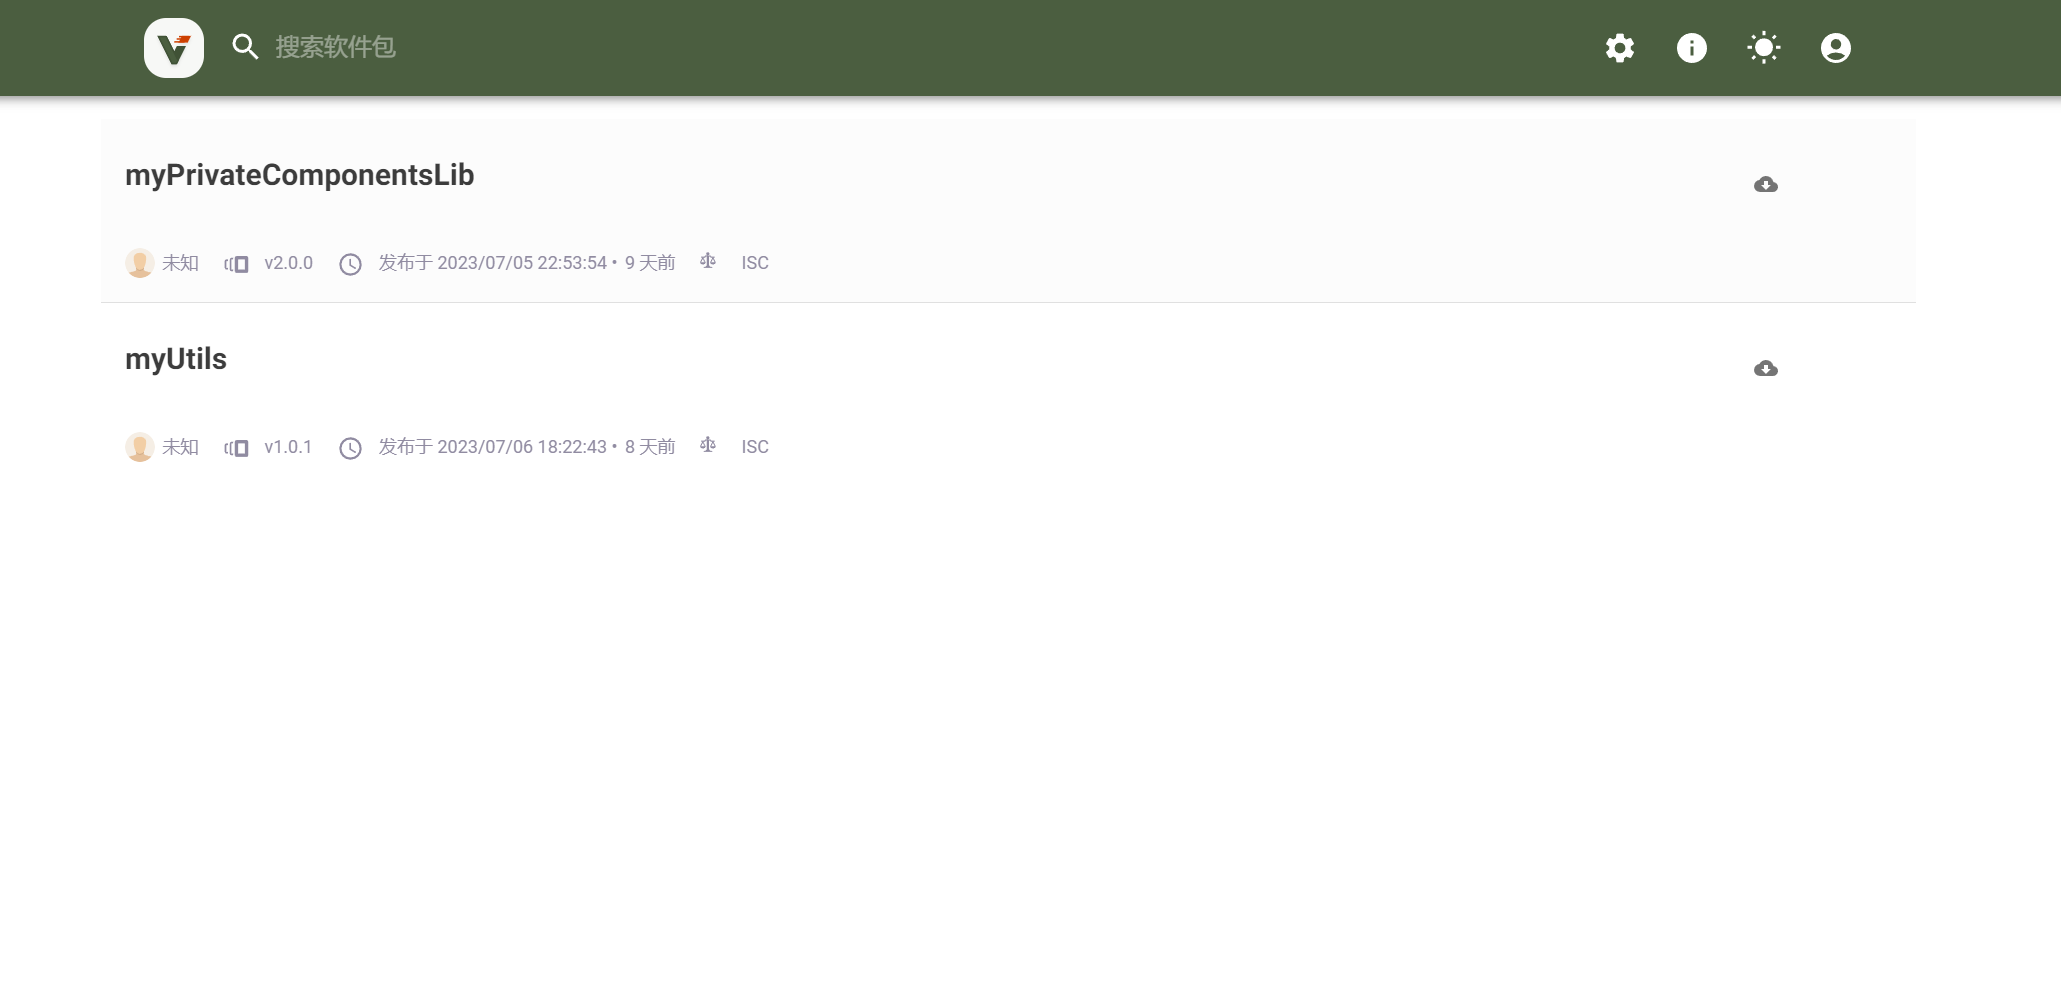 搜索软件包
myPrivateComponentsLib
未知 v2.0.0 发布于 2023/07/05 22:53:54 • 9 天前 ISC
myUtils
未知 v1.0.1 发布于 2023/07/06 18:22:43 • 8 天前 ISC